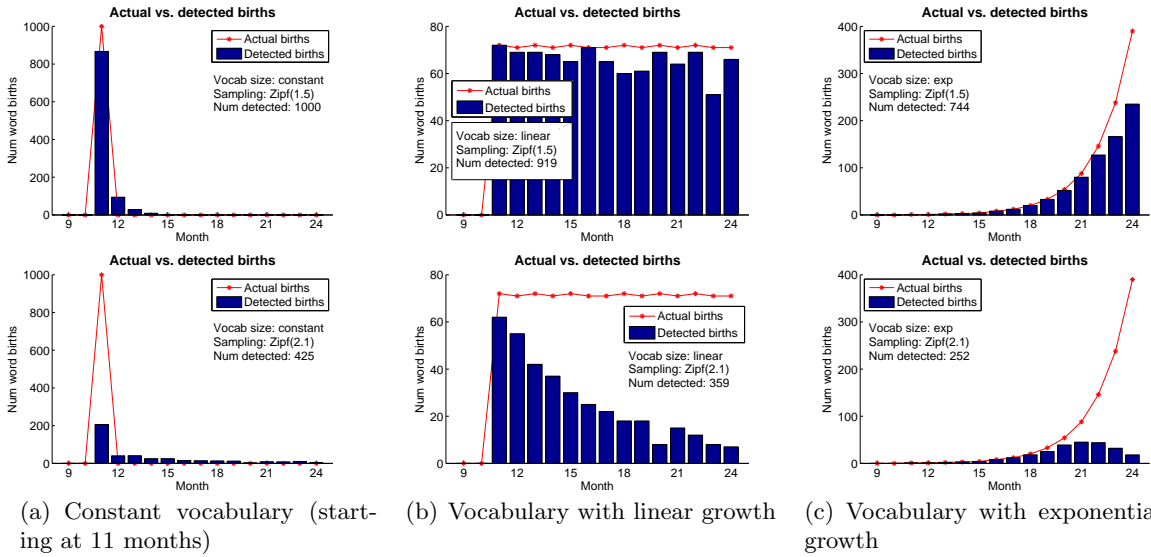 Actual vs. detected births
1000
800
600
400
200
0
Num word births
9 12 15 18 21 24
Month
Actual births
Detected births
Vocab size: constant
Sampling: Zipf(1.5)
Num detected: 1000
Actual vs. detected births
80
60
40
20
0
Num word births
9 12 15 18 21 24
Month
Actual births
Detected births
Vocab size: linear
Sampling: Zipf(1.5)
Num detected: 919
Actual vs. detected births
400
300
200
100
0
Num word births
9 12 15 18 21 24
Month
Actual births
Detected births
Vocab size: exp
Sampling: Zipf(1.5)
Num detected: 744
Actual vs. detected births
1000
800
600
400
200
0
Num word births
9 12 15 18 21 24
Month
Actual births
Detected births
Vocab size: constant
Sampling: Zipf(2.1)
Num detected: 425
Actual vs. detected births
80
60
40
20
0
Num word births
9 12 15 18 21 24
Month
Actual births
Detected births
Vocab size: linear
Sampling: Zipf(2.1)
Num detected: 359
Actual vs. detected births
400
300
200
100
0
Num word births
9 12 15 18 21 24
Month
Actual births
Detected births
Vocab size: exp
Sampling: Zipf(2.1)
Num detected: 252
(a) Constant vocabulary (start-
ing at 11 months)
(b) Vocabulary with linear growth
(c) Vocabulary with exponentia
growth